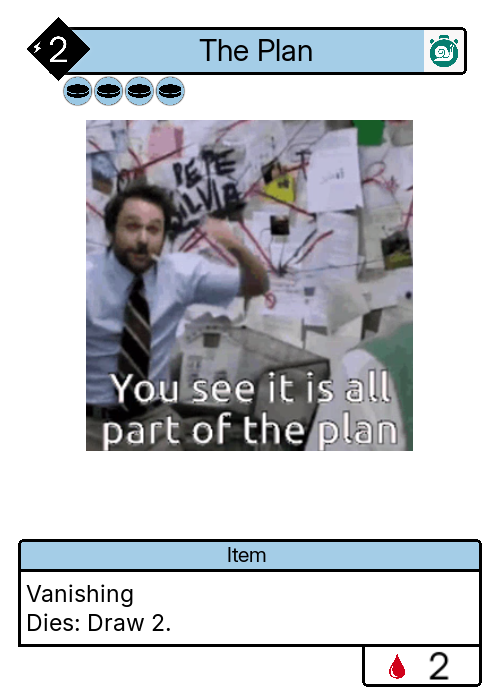 2
The Plan
PEPE
SILVIA
You see it is all
part of the plan
Item
Vanishing
Dies: Draw 2.
2